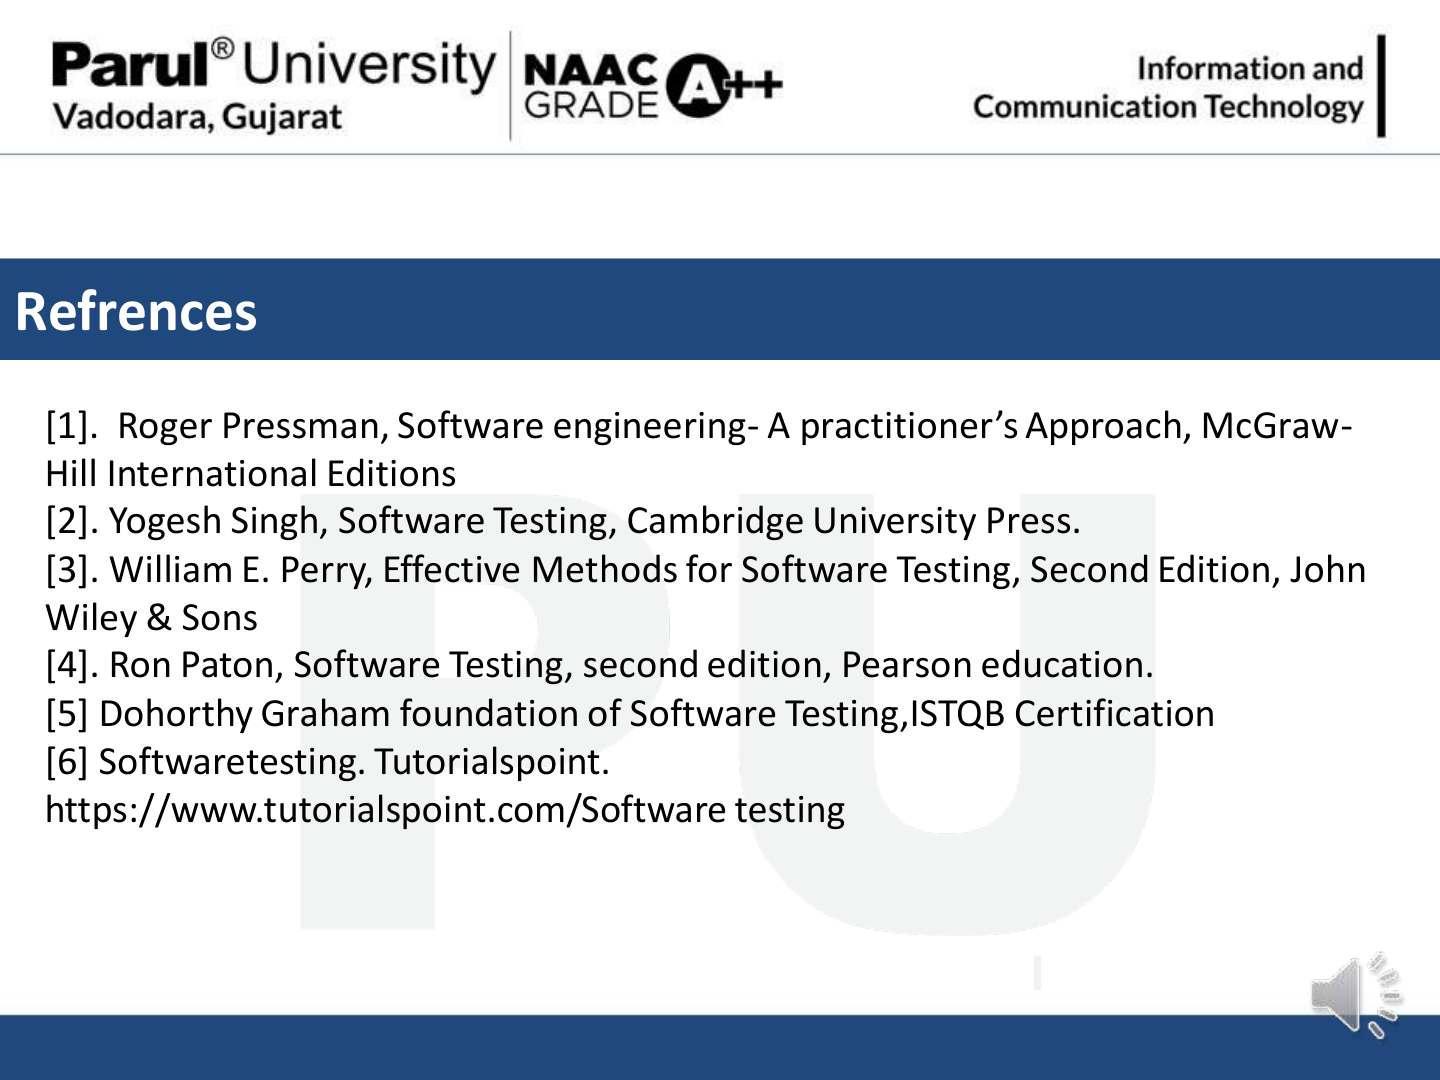 Parul® University
Vadodara, Gujarat
NAAC
GRADE A++
Information and
Communication Technology
Refrences
[1].  Roger Pressman, Software engineering- A practitioner’s Approach, McGraw-
Hill International Editions
[2]. Yogesh Singh, Software Testing, Cambridge University Press.
[3]. William E. Perry, Effective Methods for Software Testing, Second Edition, John
Wiley & Sons
[4]. Ron Paton, Software Testing, second edition, Pearson education.
[5] Dohorthy Graham foundation of Software Testing,ISTQB Certification
[6] Softwaretesting. Tutorialspoint.
https://www.tutorialspoint.com/Software testing
PU